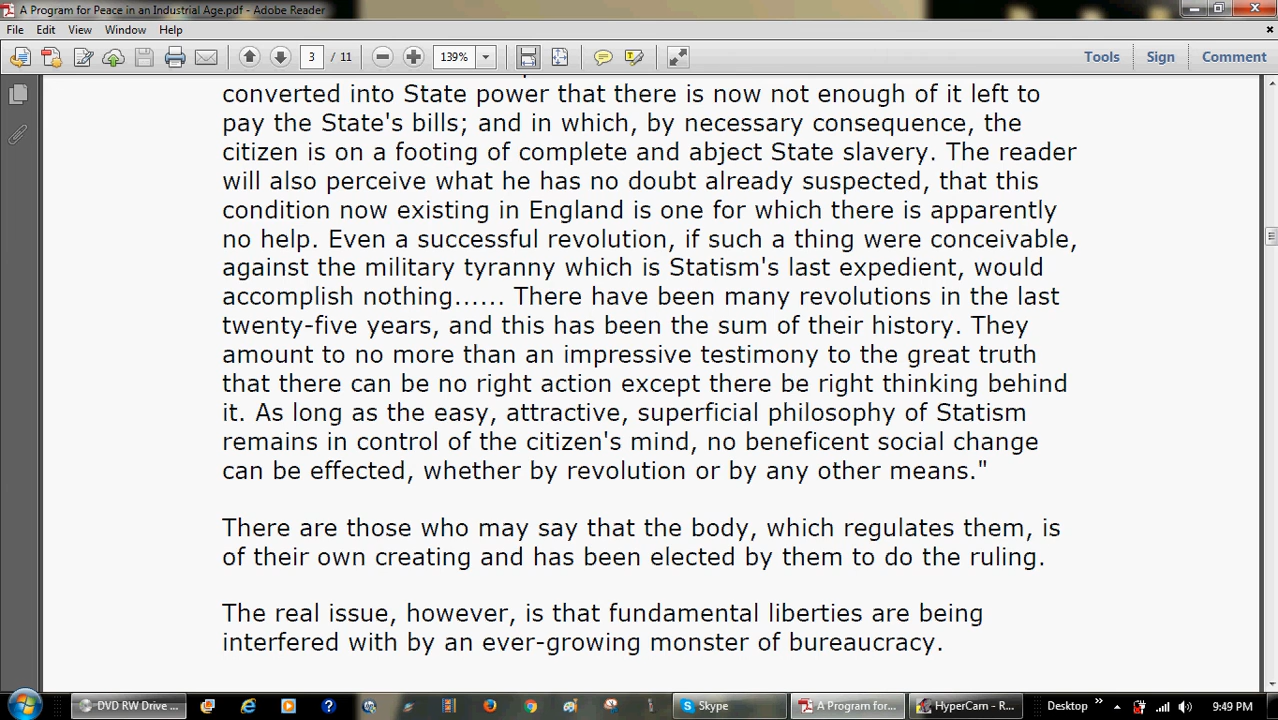 A Program for Peace in an Industrial Age.pdf - Adobe Reader
File Edit View Window Help
3 / 11 139% Tools Sign Comment
converted into State power that there is now not enough of it left to
pay the State's bills; and in which, by necessary consequence, the
citizen is on a footing of complete and abject State slavery. The reader
will also perceive what he has no doubt already suspected, that this
condition now existing in England is one for which there is apparently
no help. Even a successful revolution, if such a thing were conceivable,
against the military tyranny which is Statism's last expedient, would
accomplish nothing...... There have been many revolutions in the last
twenty-five years, and this has been the sum of their history. They
amount to no more than an impressive testimony to the great truth
that there can be no right action except there be right thinking behind
it. As long as the easy, attractive, superficial philosophy of Statism
remains in control of the citizen's mind, no beneficent social change
can be effected, whether by revolution or by any other means."
There are those who may say that the body, which regulates them, is
of their own creating and has been elected by them to do the ruling.
The real issue, however, is that fundamental liberties are being
interfered with by an ever-growing monster of bureaucracy.
DVD RW Drive ... Skype A Program for... HyperCam - R... Desktop 9:49 PM